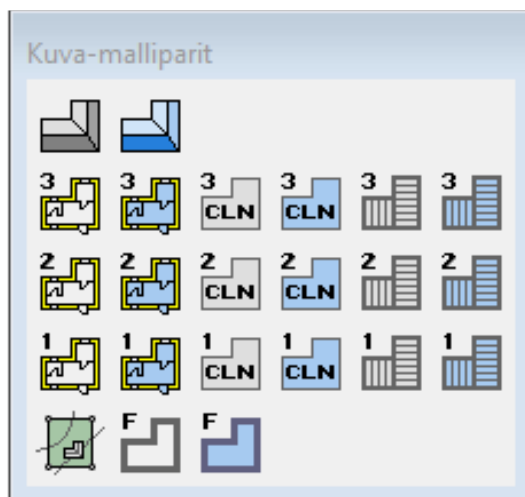 Kuva-malliparit
3 3 3 CLN 3 CLN 3 3
2 2 2 CLN 2 CLN 2 2
1 1 1 CLN 1 CLN 1 1
F F